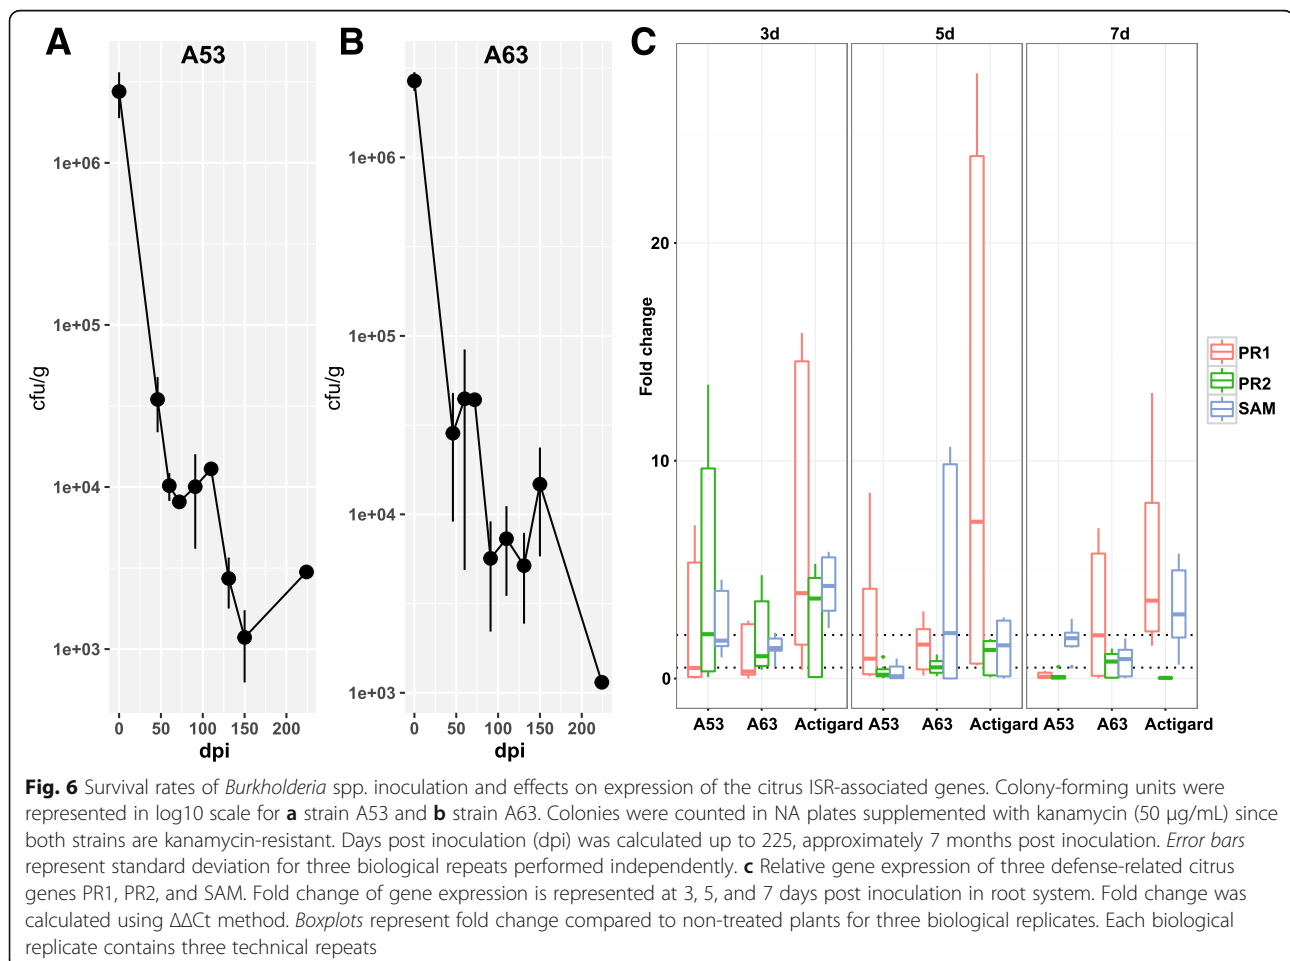 A
A53
1e+06
1e+05
1e+04
1e+03
cfu/g
0 50 100 150 200
dpi
B
A63
1e+06
1e+05
1e+04
1e+03
cfu/g
0 50 100 150 200
dpi
C
3d 5d 7d
20
10
0
Fold change
A53 A63 Actigard A53 A63 Actigard A53 A63 Actigard
PR1
PR2
SAM
Fig. 6 Survival rates of Burkholderia spp. inoculation and effects on expression of the citrus ISR-associated genes. Colony-forming units were
represented in log10 scale for a strain A53 and b strain A63. Colonies were counted in NA plates supplemented with kanamycin (50 μg/mL) since
both strains are kanamycin-resistant. Days post inoculation (dpi) was calculated up to 225, approximately 7 months post inoculation. Error bars
represent standard deviation for three biological repeats performed independently. c Relative gene expression of three defense-related citrus
genes PR1, PR2, and SAM. Fold change of gene expression is represented at 3, 5, and 7 days post inoculation in root system. Fold change was
calculated using ΔΔCt method. Boxplots represent fold change compared to non-treated plants for three biological replicates. Each biological
replicate contains three technical repeats